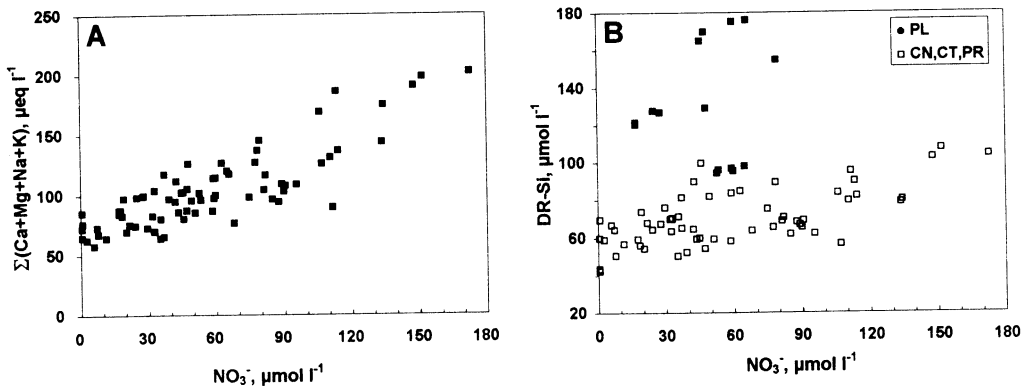 A
Σ(Ca+Mg+Na+K), μeq l⁻¹
250
200
150
100
50
0
0 30 60 90 120 150 180
NO₃⁻, μmol l⁻¹
B
DR-Si, μmol l⁻¹
180
140
100
60
20
0 30 60 90 120 150 180
NO₃⁻, μmol l⁻¹
PL
CN,CT,PR